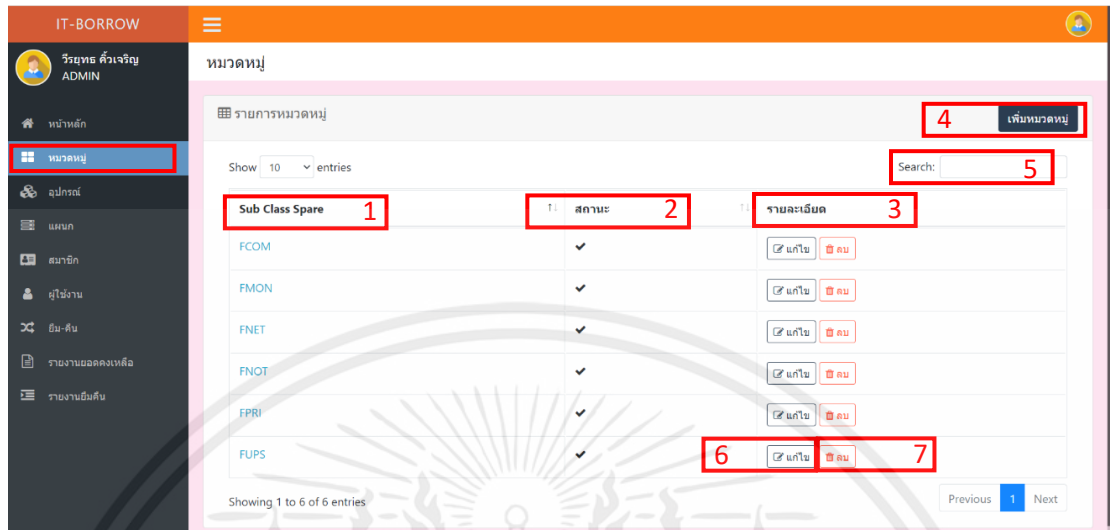 IT-BORROW
วีรยุทธ คิ้วเจริญ
ADMIN
หน้าหลัก
หมวดหมู่
อุปกรณ์
แผนก
สมาชิก
ผู้ใช้งาน
ยืม-คืน
รายงานยอดคงเหลือ
รายงานยืมคืน
หมวดหมู่
รายการหมวดหมู่
4 เพิ่มหมวดหมู่
Show 10 entries
Search: 5
Sub Class Spare 1 สถานะ 2 รายละเอียด 3
FCOM แก้ไข ลบ
FMON แก้ไข ลบ
FNET แก้ไข ลบ
FNOT แก้ไข ลบ
FPRI แก้ไข ลบ
FUPS 6 แก้ไข ลบ 7
Showing 1 to 6 of 6 entries
Previous 1 Next